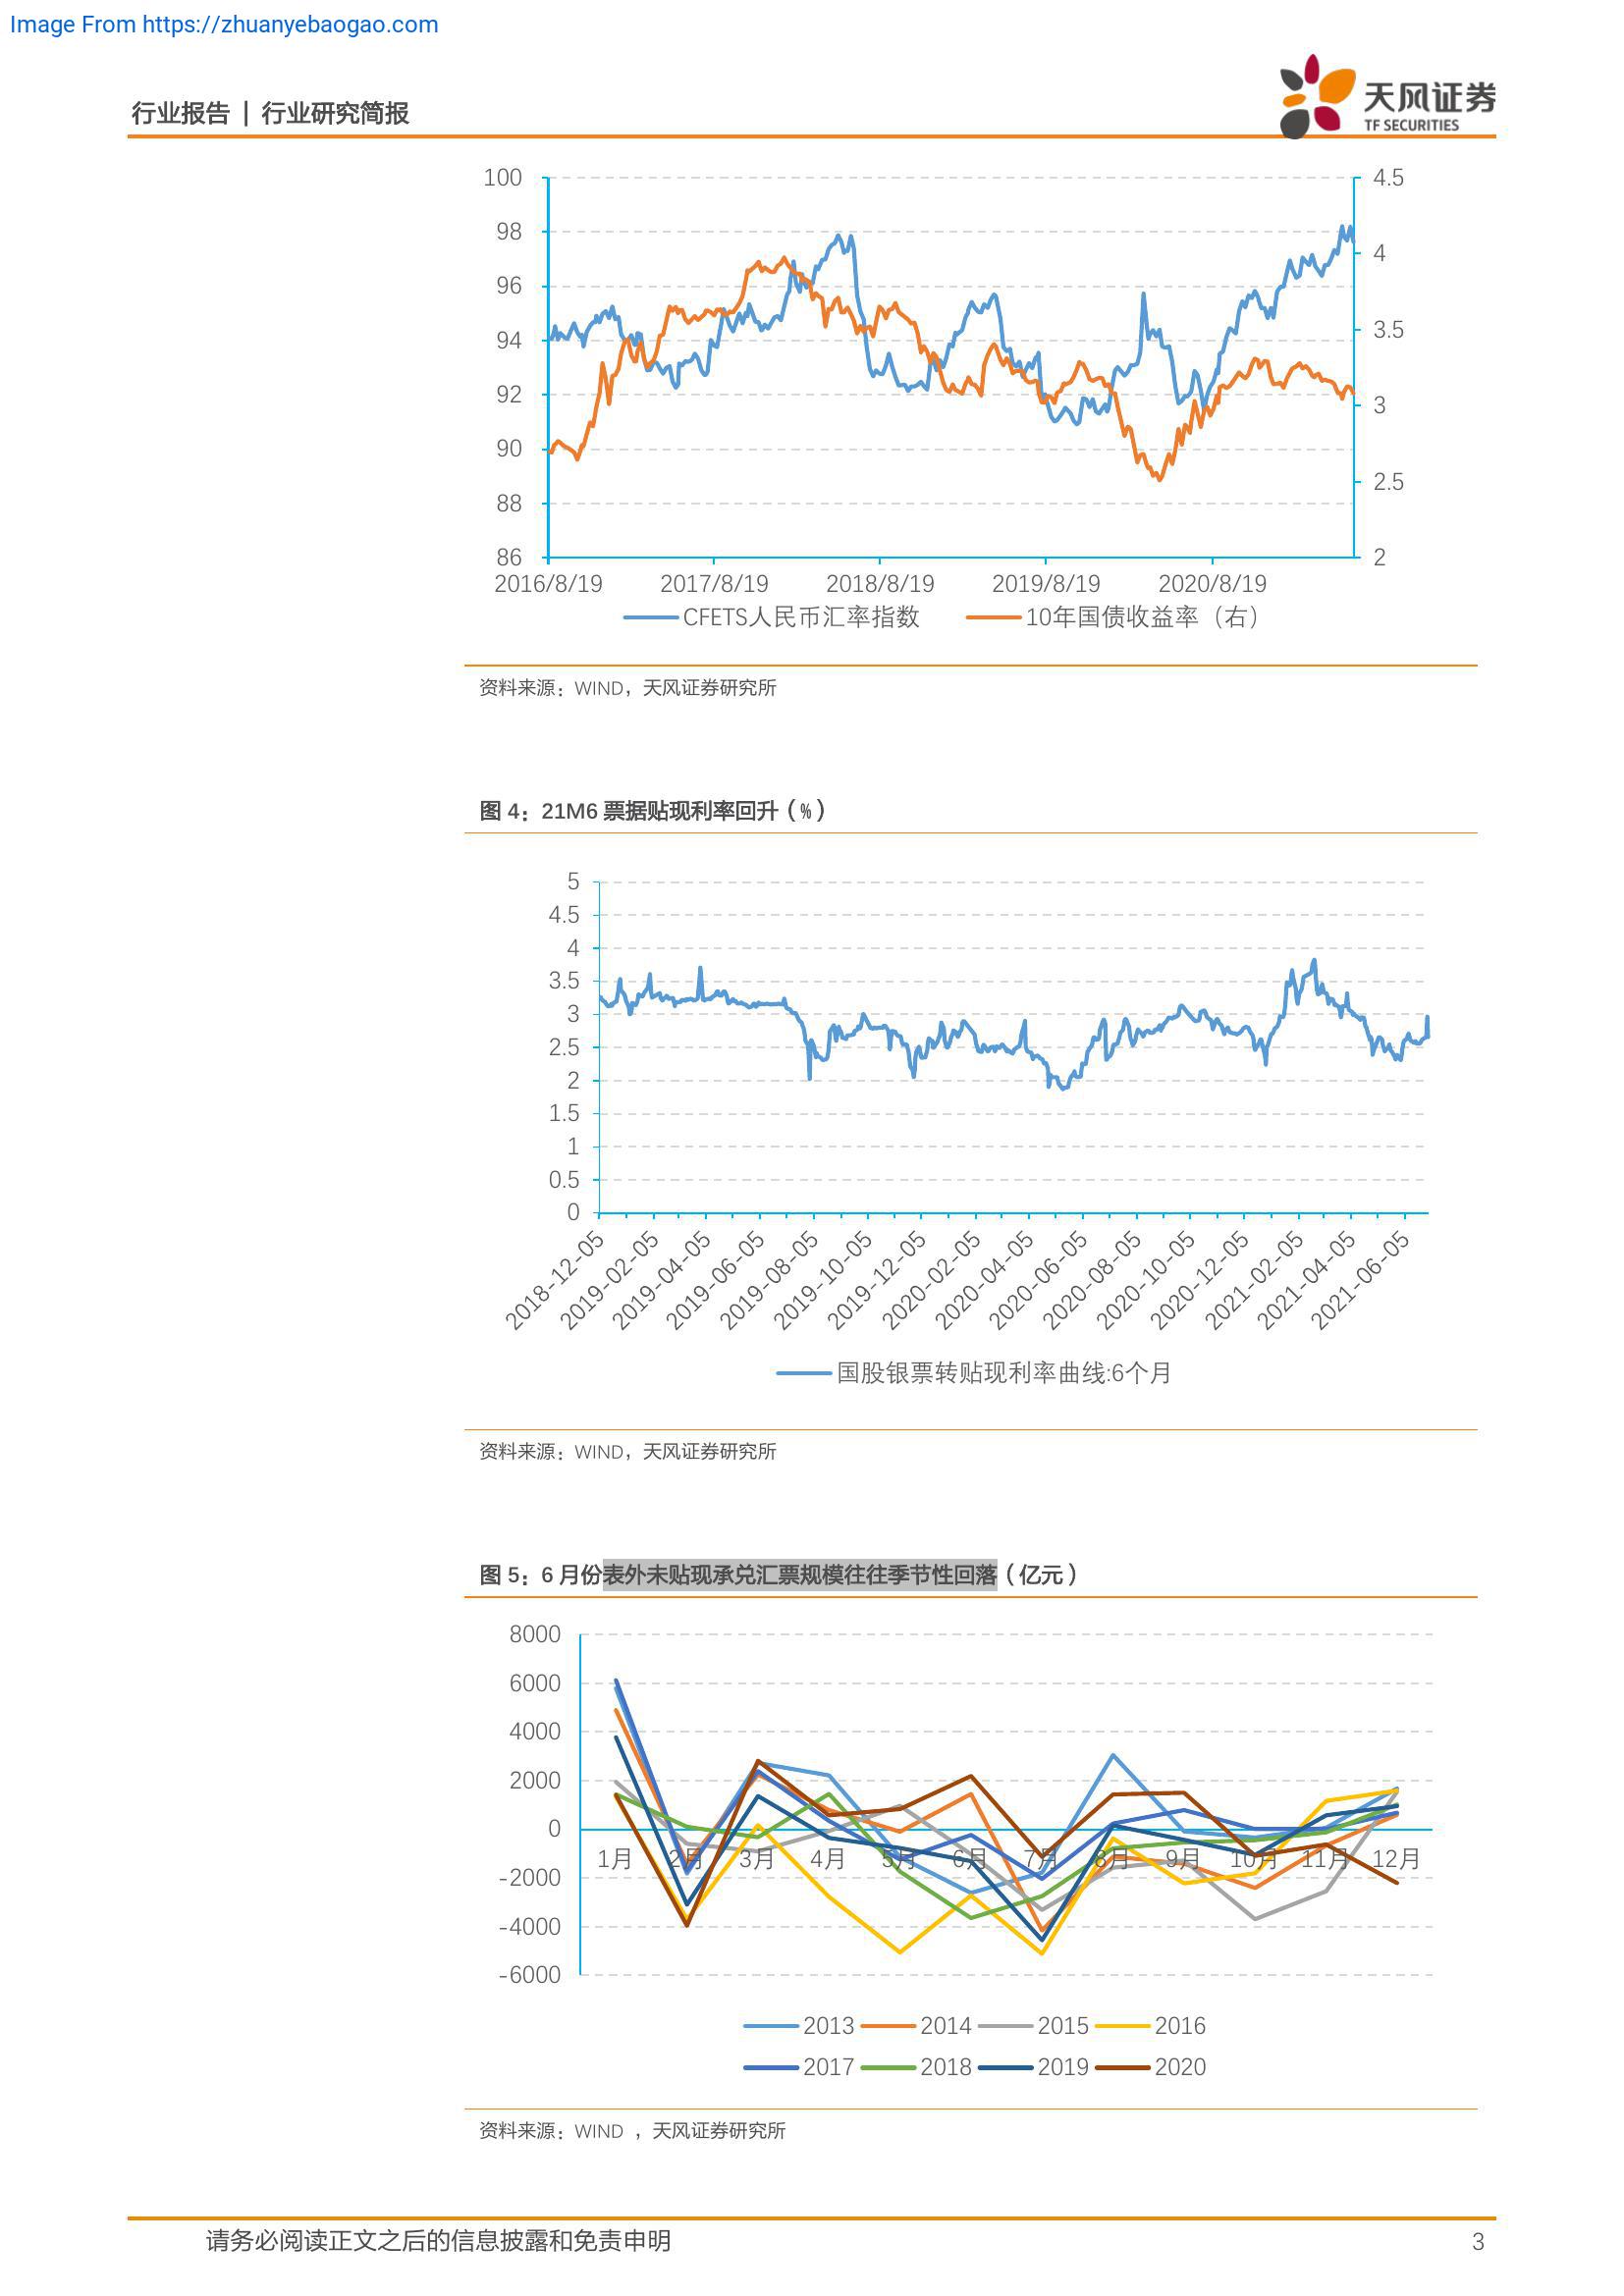 Image From https://zhuanyebaogao.com
行业报告 | 行业研究简报
天风证券
TF SECURITIES
100
98
96
94
92
90
88
86
4.5
4
3.5
3
2.5
2
2016/8/19 2017/8/19 2018/8/19 2019/8/19 2020/8/19
CFETS人民币汇率指数 10年国债收益率（右）
资料来源：WIND，天风证券研究所
图 4：21M6 票据贴现利率回升（%）
5
4.5
4
3.5
3
2.5
2
1.5
1
0.5
0
2018-12-05 2019-02-05 2019-04-05 2019-06-05 2019-08-05 2019-10-05 2019-12-05 2020-02-05 2020-04-05 2020-06-05 2020-08-05 2020-10-05 2020-12-05 2021-02-05 2021-04-05 2021-06-05
国股银票转贴现利率曲线:6个月
资料来源：WIND，天风证券研究所
图 5：6 月份表外未贴现承兑汇票规模往往季节性回落（亿元）
8000
6000
4000
2000
0
-2000
-4000
-6000
1月 2月 3月 4月 5月 6月 7月 8月 9月 10月 11月 12月
2013 2014 2015 2016
2017 2018 2019 2020
资料来源：WIND ，天风证券研究所
请务必阅读正文之后的信息披露和免责申明 3